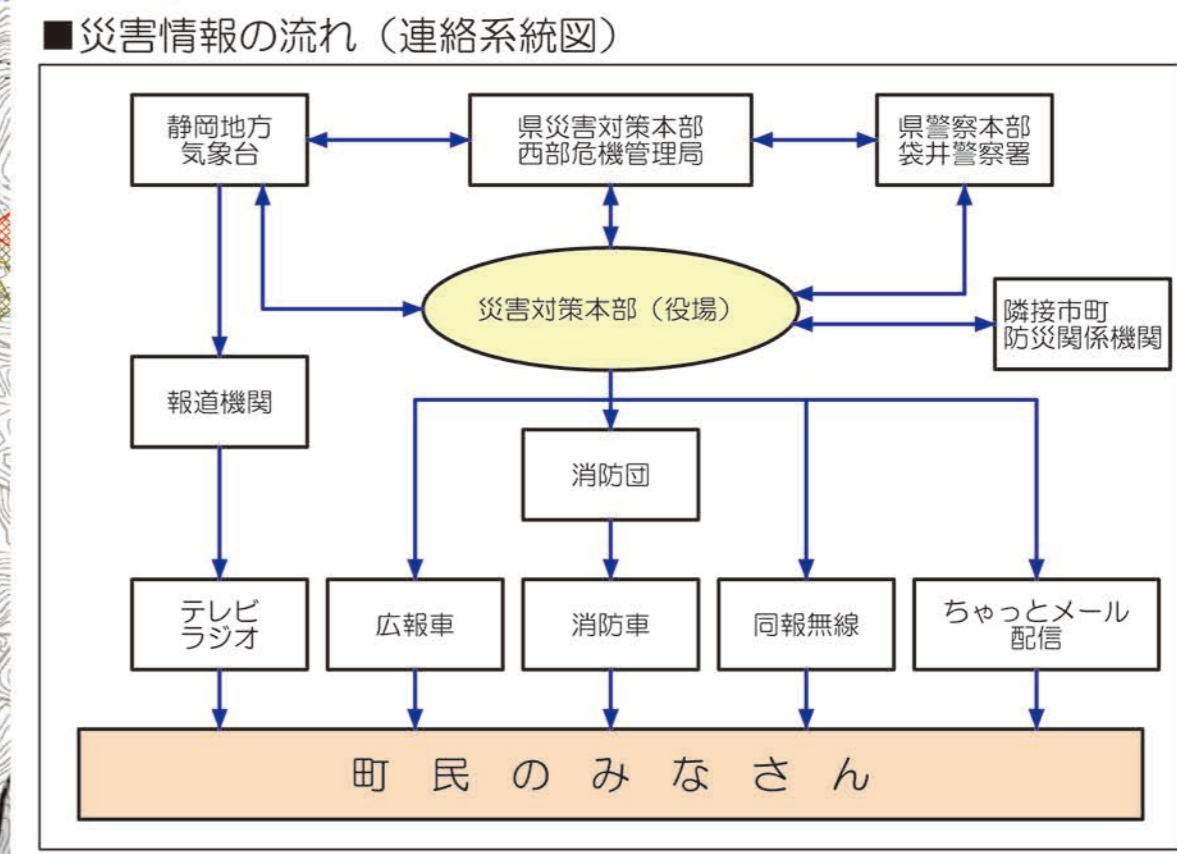 ■災害情報の流れ（連絡系統図）
静岡地方
気象台
県災害対策本部
西部危機管理局
県警察本部
袋井警察署
災害対策本部（役場）
隣接市町
防災関係機関
報道機関
消防団
テレビ
ラジオ
広報車
消防車
同報無線
ちゃっとメール
配信
町民のみなさん